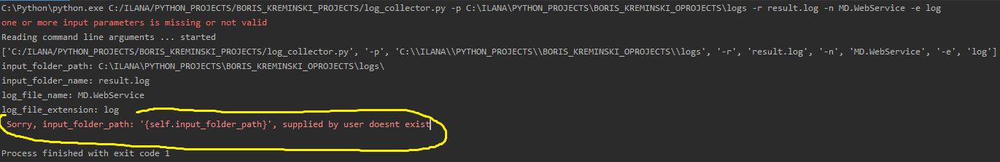 C:\Python\python.exe C:/ILANA/PYTHON_PROJECTS/BORIS_KREMINSKI_PROJECTS/log_collector.py -p C:\ILANA\PYTHON_PROJECTS\BORIS_KREMINSKI_OPROJECTS\logs -r result.log -n MD.WebService -e log
one or more input parameters is missing or not valid
Reading command line arguments ... started
['C:/ILANA/PYTHON_PROJECTS/BORIS_KREMINSKI_PROJECTS/log_collector.py', '-p', 'C:\\ILANA\\PYTHON_PROJECTS\\BORIS_KREMINSKI_OPROJECTS\\logs', '-r', 'result.log', '-n', 'MD.WebService', '-e', 'log']
input_folder_path: C:\ILANA\PYTHON_PROJECTS\BORIS_KREMINSKI_OPROJECTS\logs\
input_folder_name: result.log
log_file_name: MD.WebService
log_file_extension: log
Sorry, input_folder_path: '{self.input_folder_path}', supplied by user doesnt exist
Process finished with exit code 1